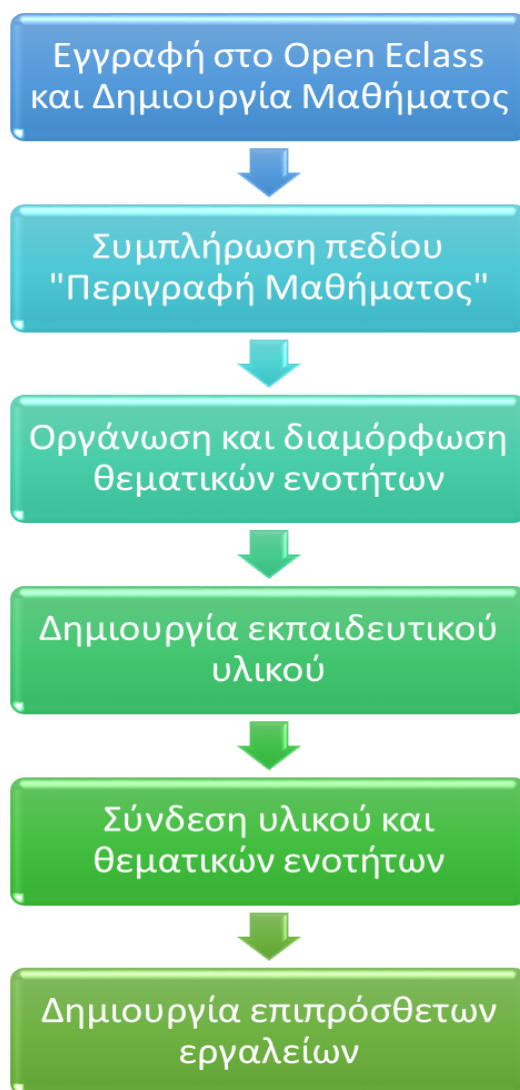 Εγγραφή στο Open Eclass
και Δημιουργία Μαθήματος
Συμπλήρωση πεδίου
"Περιγραφή Μαθήματος"
Οργάνωση και διαμόρφωση
θεματικών ενοτήτων
Δημιουργία εκπαιδευτικού
υλικού
Σύνδεση υλικού και
θεματικών ενοτήτων
Δημιουργία επιπρόσθετων
εργαλείων